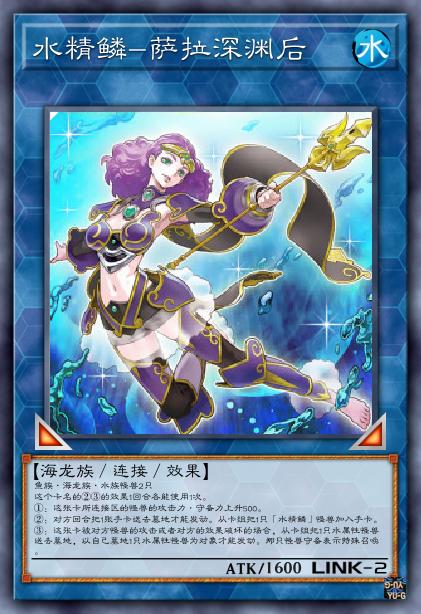 水精鳞-萨拉深渊后
水
【海龙族/连接/效果】
鱼族·海龙族·水族怪兽2只
这个卡名的②③的效果1回合各能使用1次。
①：这张卡所连接区的怪兽的攻击力·守备力上升500。
②：对方回合把1张手卡送去墓地才能发动。从卡组把1只「水精鳞」怪兽加入手卡。
③：这张卡被对方怪兽的攻击或者对方的效果破坏的场合，从卡组把1只水属性怪兽
送去墓地，以自己墓地1只水属性怪兽为对象才能发动。那只怪兽守备表示特殊召唤
。
ATK/1600 LINK-2